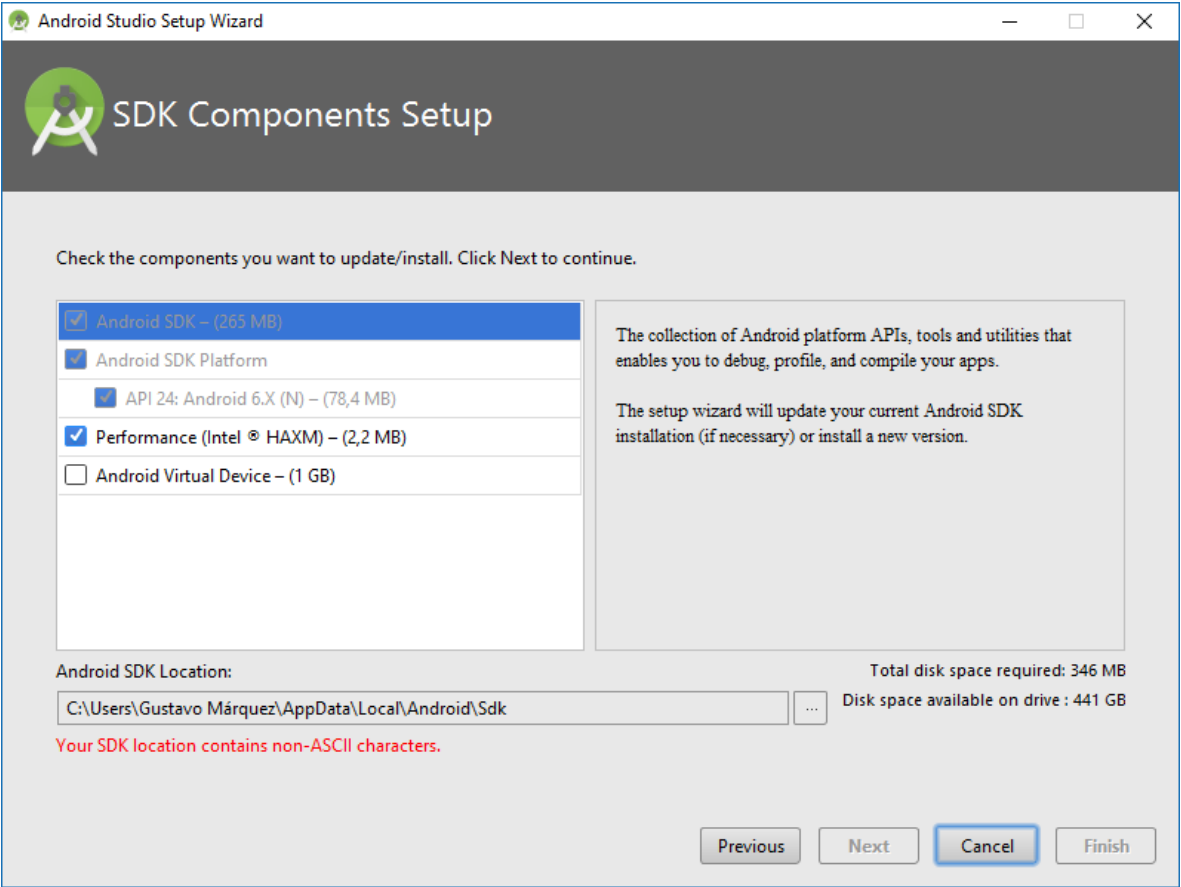 Android Studio Setup Wizard
SDK Components Setup
Check the components you want to update/install. Click Next to continue.
Android SDK – (265 MB)
Android SDK Platform
API 24: Android 6.X (N) – (78,4 MB)
Performance (Intel ® HAXM) – (2,2 MB)
Android Virtual Device – (1 GB)
The collection of Android platform APIs, tools and utilities that
enables you to debug, profile, and compile your apps.
The setup wizard will update your current Android SDK
installation (if necessary) or install a new version.
Android SDK Location:
Total disk space required: 346 MB
C:\Users\Gustavo Márquez\AppData\Local\Android\Sdk
...
Disk space available on drive : 441 GB
Your SDK location contains non-ASCII characters.
Previous
Next
Cancel
Finish